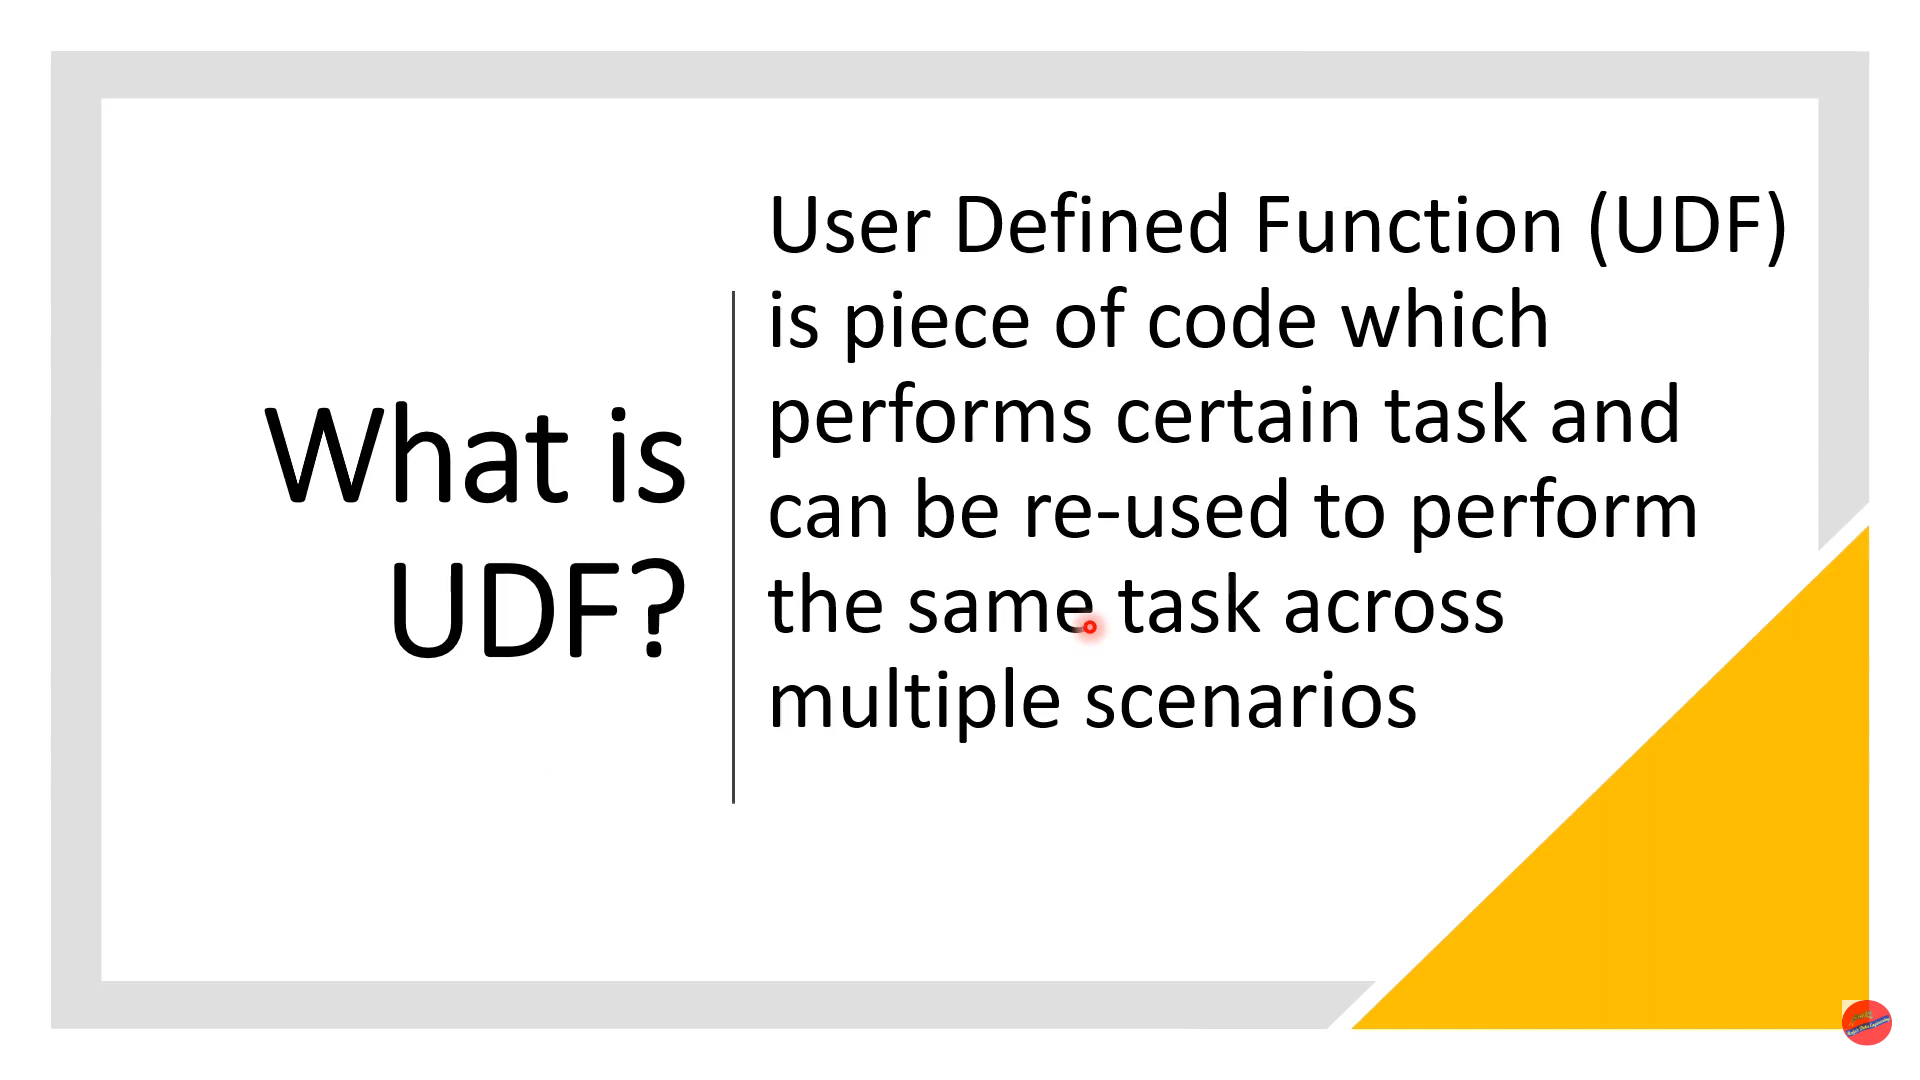 What is
UDF?
User Defined Function (UDF)
is piece of code which
performs certain task and
can be re-used to perform
the same task across
multiple scenarios